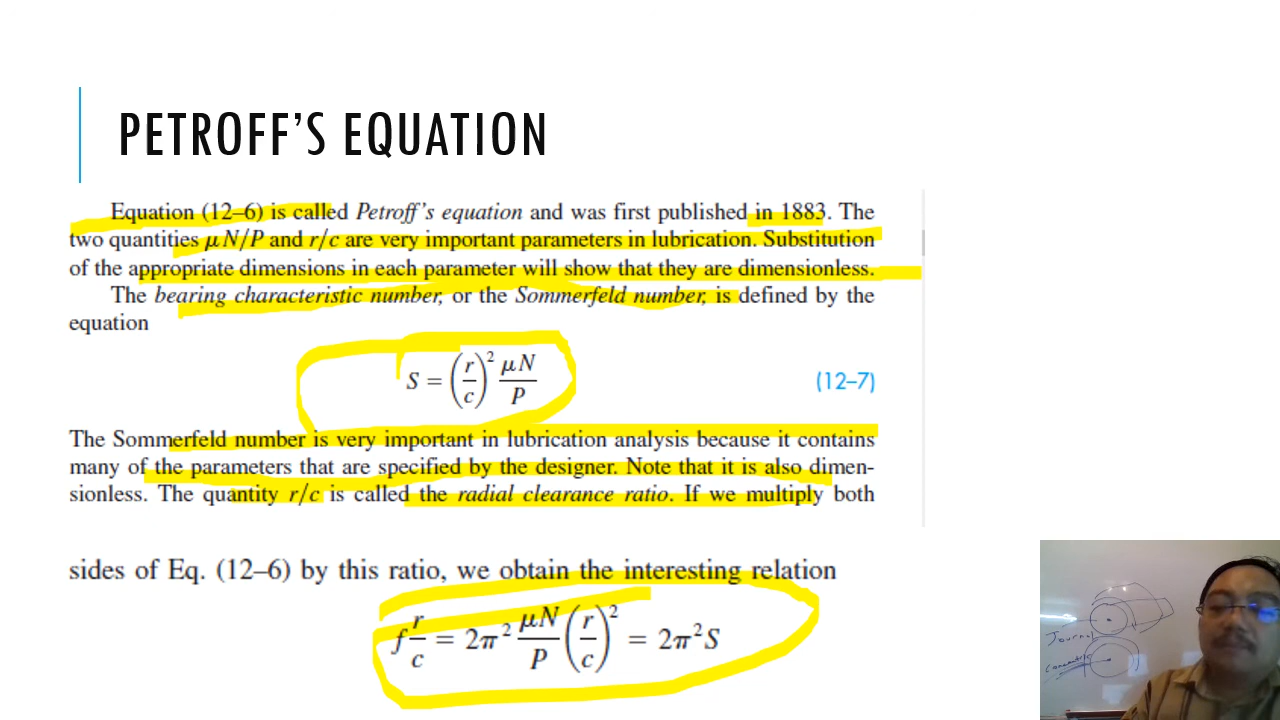 PETROFF'S EQUATION
Equation (12–6) is called Petroff's equation and was first published in 1883. The
two quantities μN/P and r/c are very important parameters in lubrication. Substitution
of the appropriate dimensions in each parameter will show that they are dimensionless.
The bearing characteristic number, or the Sommerfeld number, is defined by the
equation
S = (r/c)² μN/P (12–7)
The Sommerfeld number is very important in lubrication analysis because it contains
many of the parameters that are specified by the designer. Note that it is also dimen-
sionless. The quantity r/c is called the radial clearance ratio. If we multiply both
sides of Eq. (12–6) by this ratio, we obtain the interesting relation
f r/c = 2π² μN/P (r/c)² = 2π²S
Journal